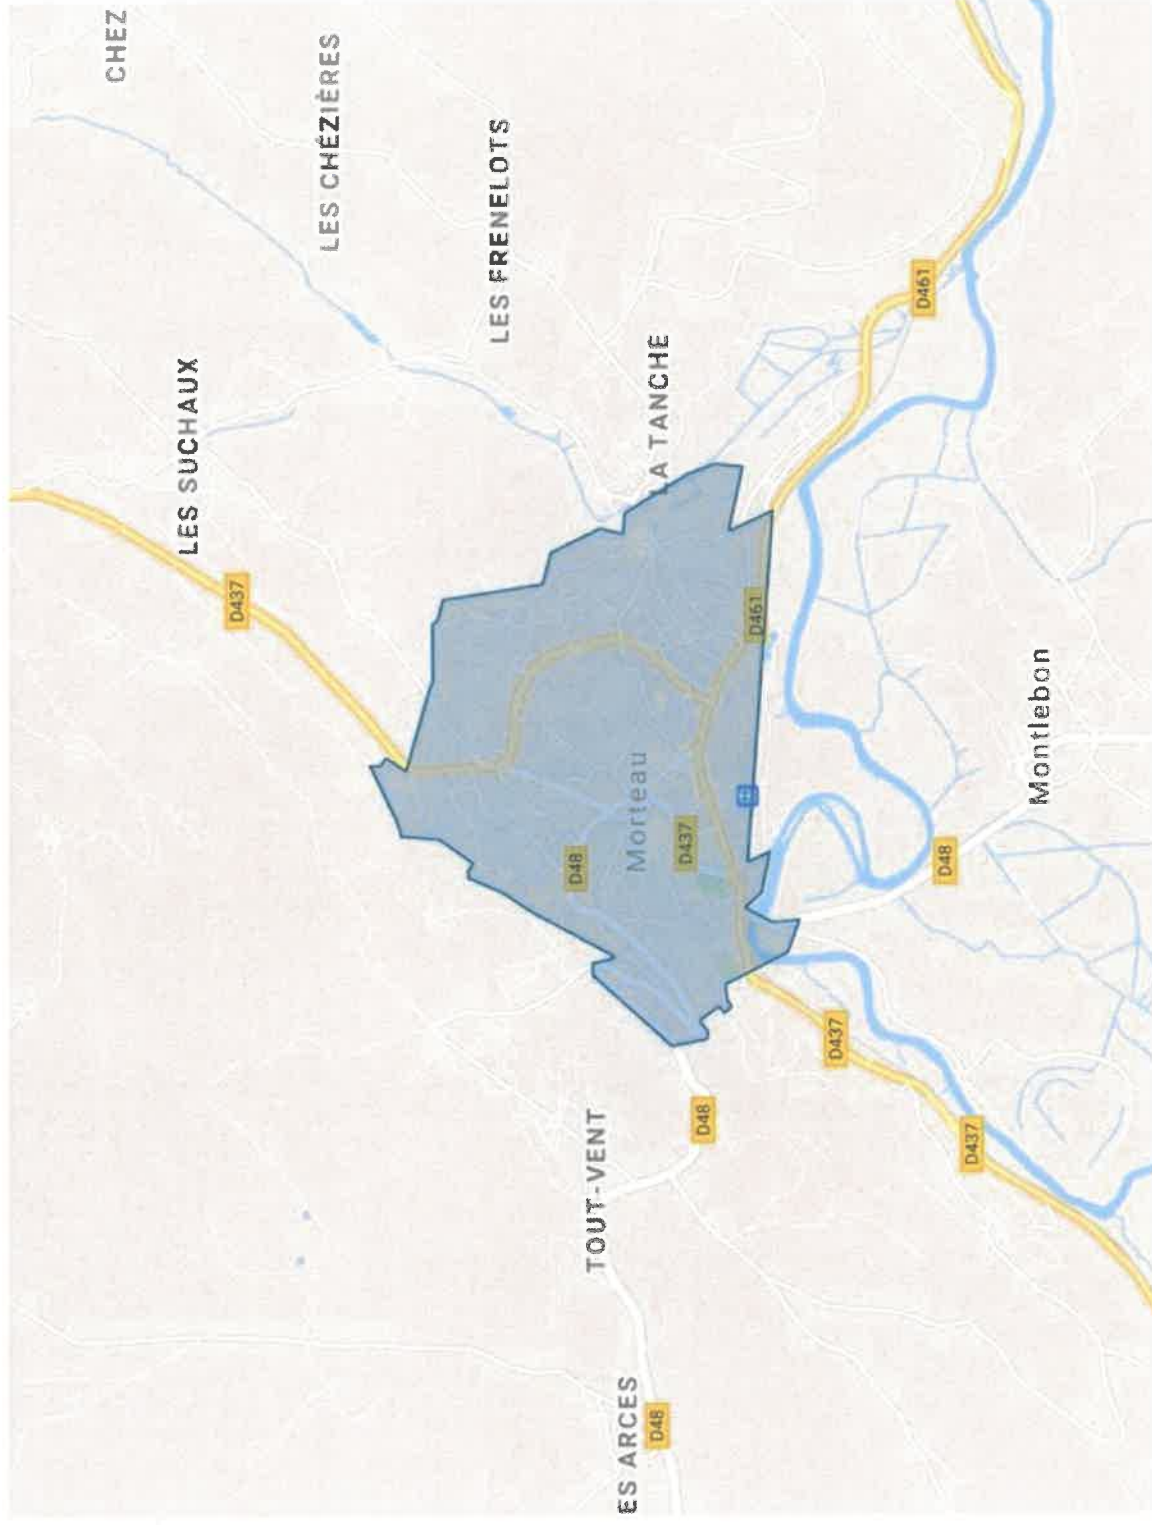 CHEZ
LES SUCHAUX
D437
LES CHÉZIÈRES
LES FRENELOTS
D48
TOUT-VENT
ES ARCES
Morteau
D48
A TANCHE
D437
D48
D461
D437
D461
D48
D437
Montlebon